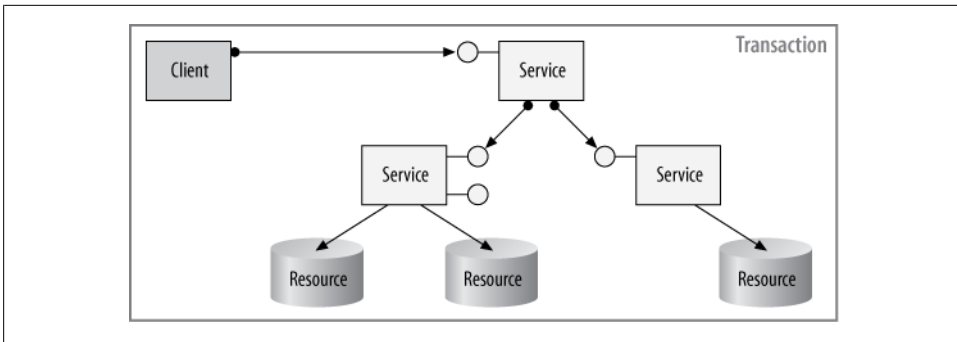 Transaction
Client
Service
Service
Service
Resource
Resource
Resource